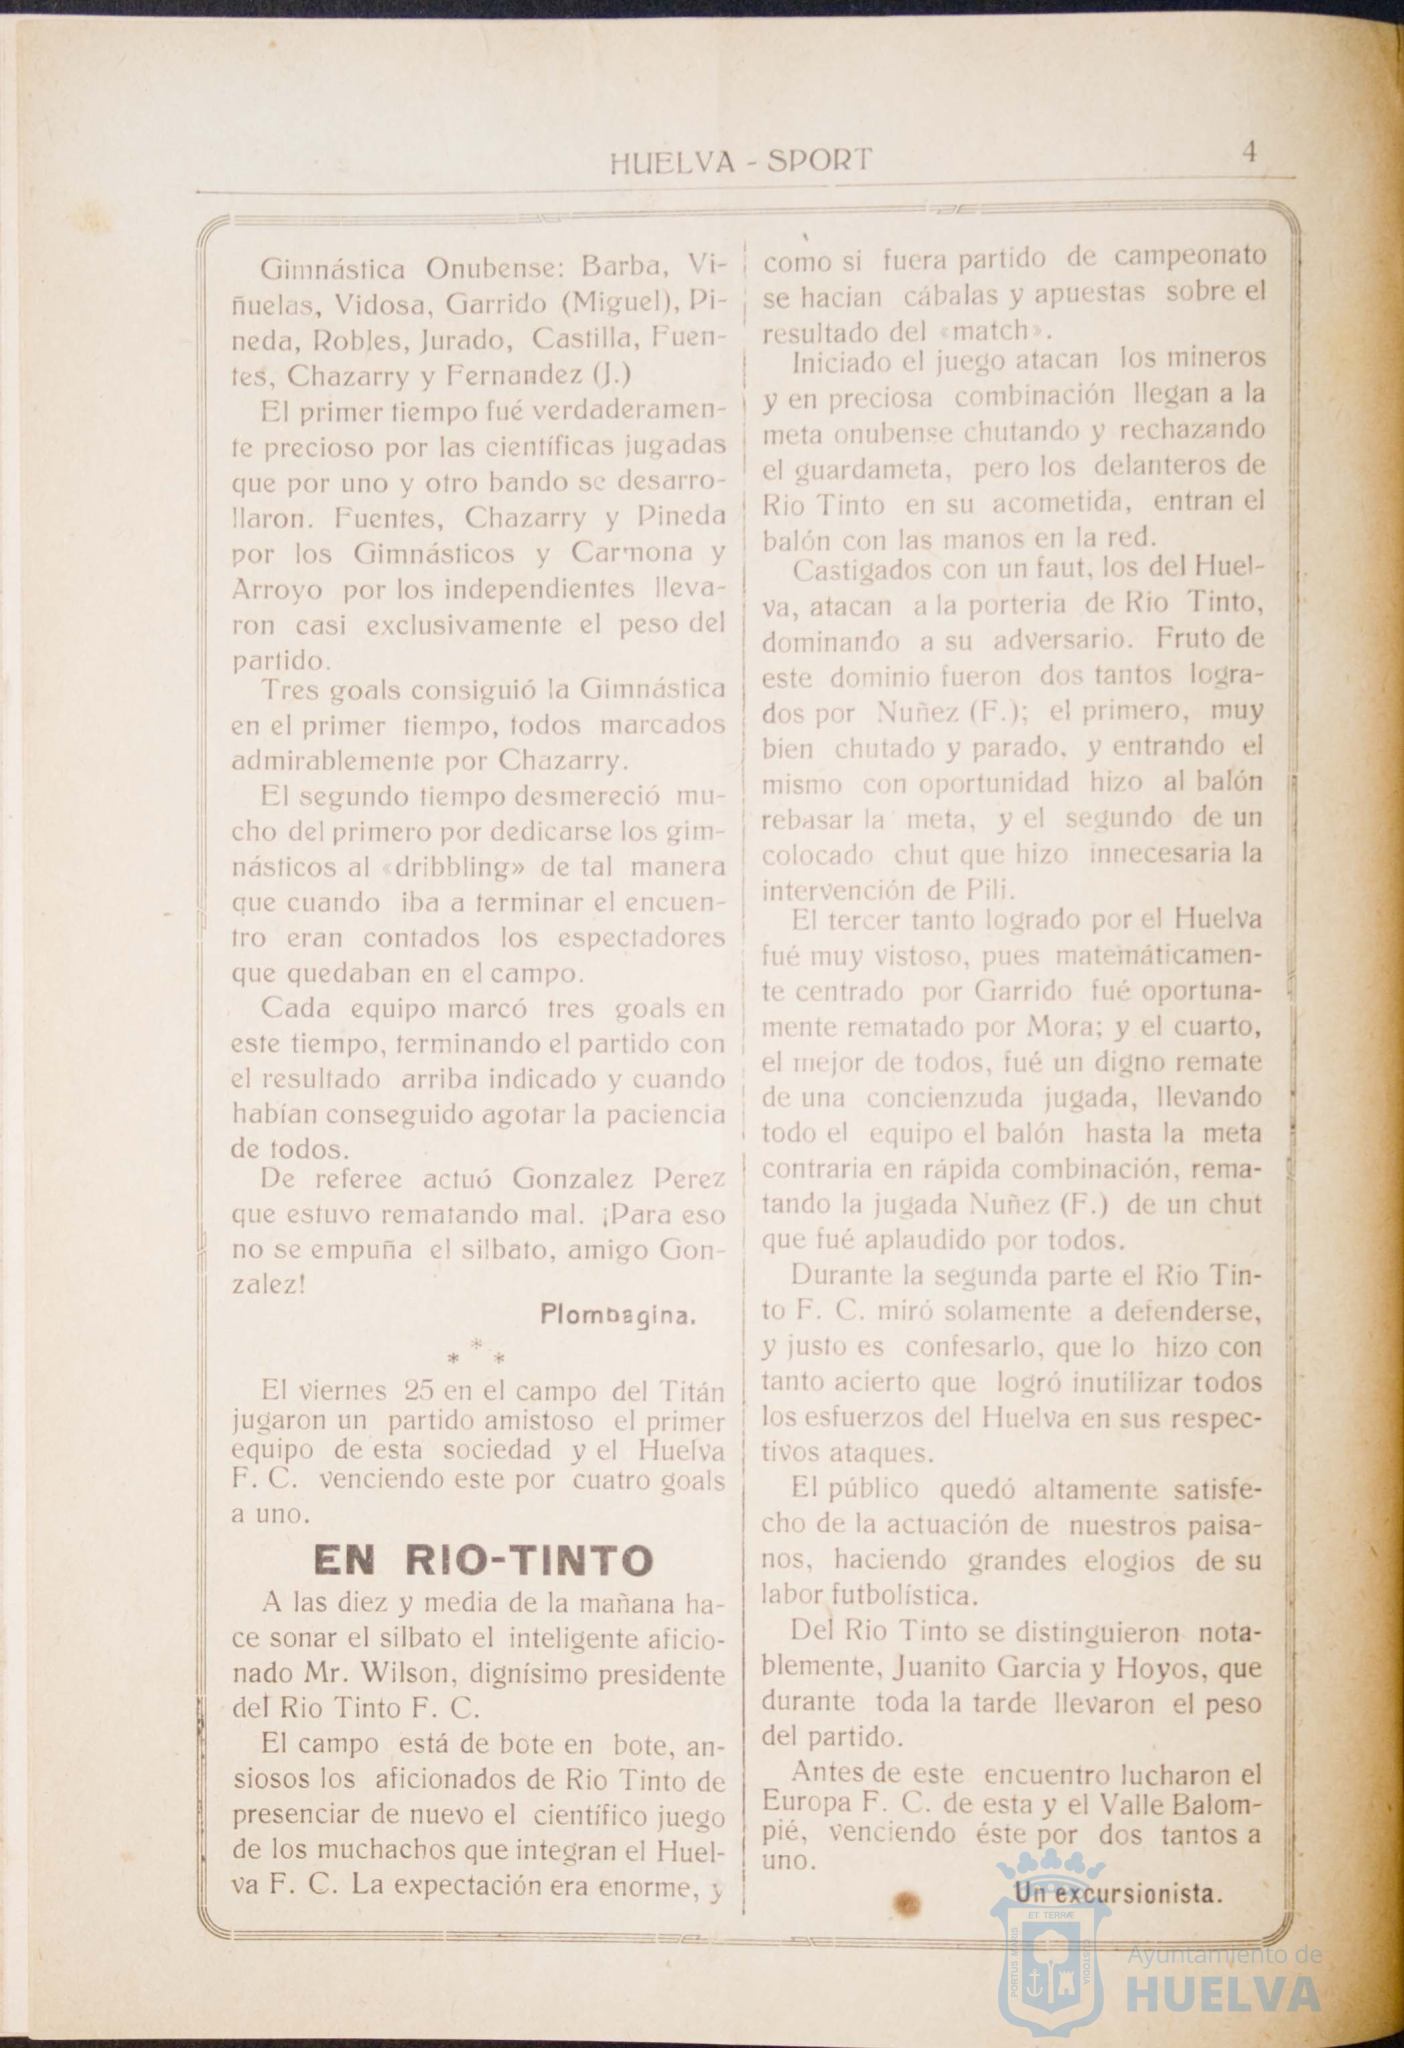 HUELVA - SPORT
4
Gimnástica Onubense: Barba, Vi-
ñuelas, Vidosa, Garrido (Miguel), Pi-
neda, Robles, Jurado, Castilla, Fuen-
tes, Chazarry y Fernandez (J.)
El primer tiempo fué verdaderamen-
te precioso por las científicas jugadas
que por uno y otro bando se desarro-
llaron. Fuentes, Chazarry y Pineda
por los Gimnásticos y Carmona y
Arroyo por los independientes lleva-
ron casi exclusivamente el peso del
partido.
Tres goals consiguió la Gimnástica
en el primer tiempo, todos marcados
admirablemente por Chazarry.
El segundo tiempo desmereció mu-
cho del primero por dedicarse los gim-
násticos al «dribbling» de tal manera
que cuando iba a terminar el encuen-
tro eran contados los espectadores
que quedaban en el campo.
Cada equipo marcó tres goals en
este tiempo, terminando el partido con
el resultado arriba indicado y cuando
habían conseguido agotar la paciencia
de todos.
De referee actuó Gonzalez Perez
que estuvo rematando mal. ¡Para eso
no se empuña el silbato, amigo Gon-
zalez!
Plombagina.
* * *
El viernes 25 en el campo del Titán
jugaron un partido amistoso el primer
equipo de esta sociedad y el Huelva
F. C. venciendo este por cuatro goals
a uno.
EN RIO-TINTO
A las diez y media de la mañana ha-
ce sonar el silbato el inteligente aficio-
nado Mr. Wilson, dignísimo presidente
del Rio Tinto F. C.
El campo está de bote en bote, an-
siosos los aficionados de Rio Tinto de
presenciar de nuevo el científico juego
de los muchachos que integran el Huel-
va F. C. La expectación era enorme, y
como si fuera partido de campeonato
se hacian cábalas y apuestas sobre el
resultado del «match».
Iniciado el juego atacan los mineros
y en preciosa combinación llegan a la
meta onubense chutando y rechazando
el guardameta, pero los delanteros de
Rio Tinto en su acometida, entran el
balón con las manos en la red.
Castigados con un faut, los del Huel-
va, atacan a la porteria de Rio Tinto,
dominando a su adversario. Fruto de
este dominio fueron dos tantos logra-
dos por Nuñez (F.); el primero, muy
bien chutado y parado, y entrando el
mismo con oportunidad hizo al balón
rebasar la meta, y el segundo de un
colocado chut que hizo innecesaria la
intervención de Pili.
El tercer tanto logrado por el Huelva
fué muy vistoso, pues matemáticamen-
te centrado por Garrido fué oportuna-
mente rematado por Mora; y el cuarto,
el mejor de todos, fué un digno remate
de una concienzuda jugada, llevando
todo el equipo el balón hasta la meta
contraria en rápida combinación, rema-
tando la jugada Nuñez (F.) de un chut
que fué aplaudido por todos.
Durante la segunda parte el Rio Tin-
to F. C. miró solamente a defenderse,
y justo es confesarlo, que lo hizo con
tanto acierto que logró inutilizar todos
los esfuerzos del Huelva en sus respec-
tivos ataques.
El público quedó altamente satisfe-
cho de la actuación de nuestros paisa-
nos, haciendo grandes elogios de su
labor futbolística.
Del Rio Tinto se distinguieron nota-
blemente, Juanito Garcia y Hoyos, que
durante toda la tarde llevaron el peso
del partido.
Antes de este encuentro lucharon el
Europa F. C. de esta y el Valle Balom-
pié, venciendo éste por dos tantos a
uno.
Un excursionista.
ET TERRÆ
PORTUS MARIS
CUSTODIA
Ayuntamiento de
HUELVA